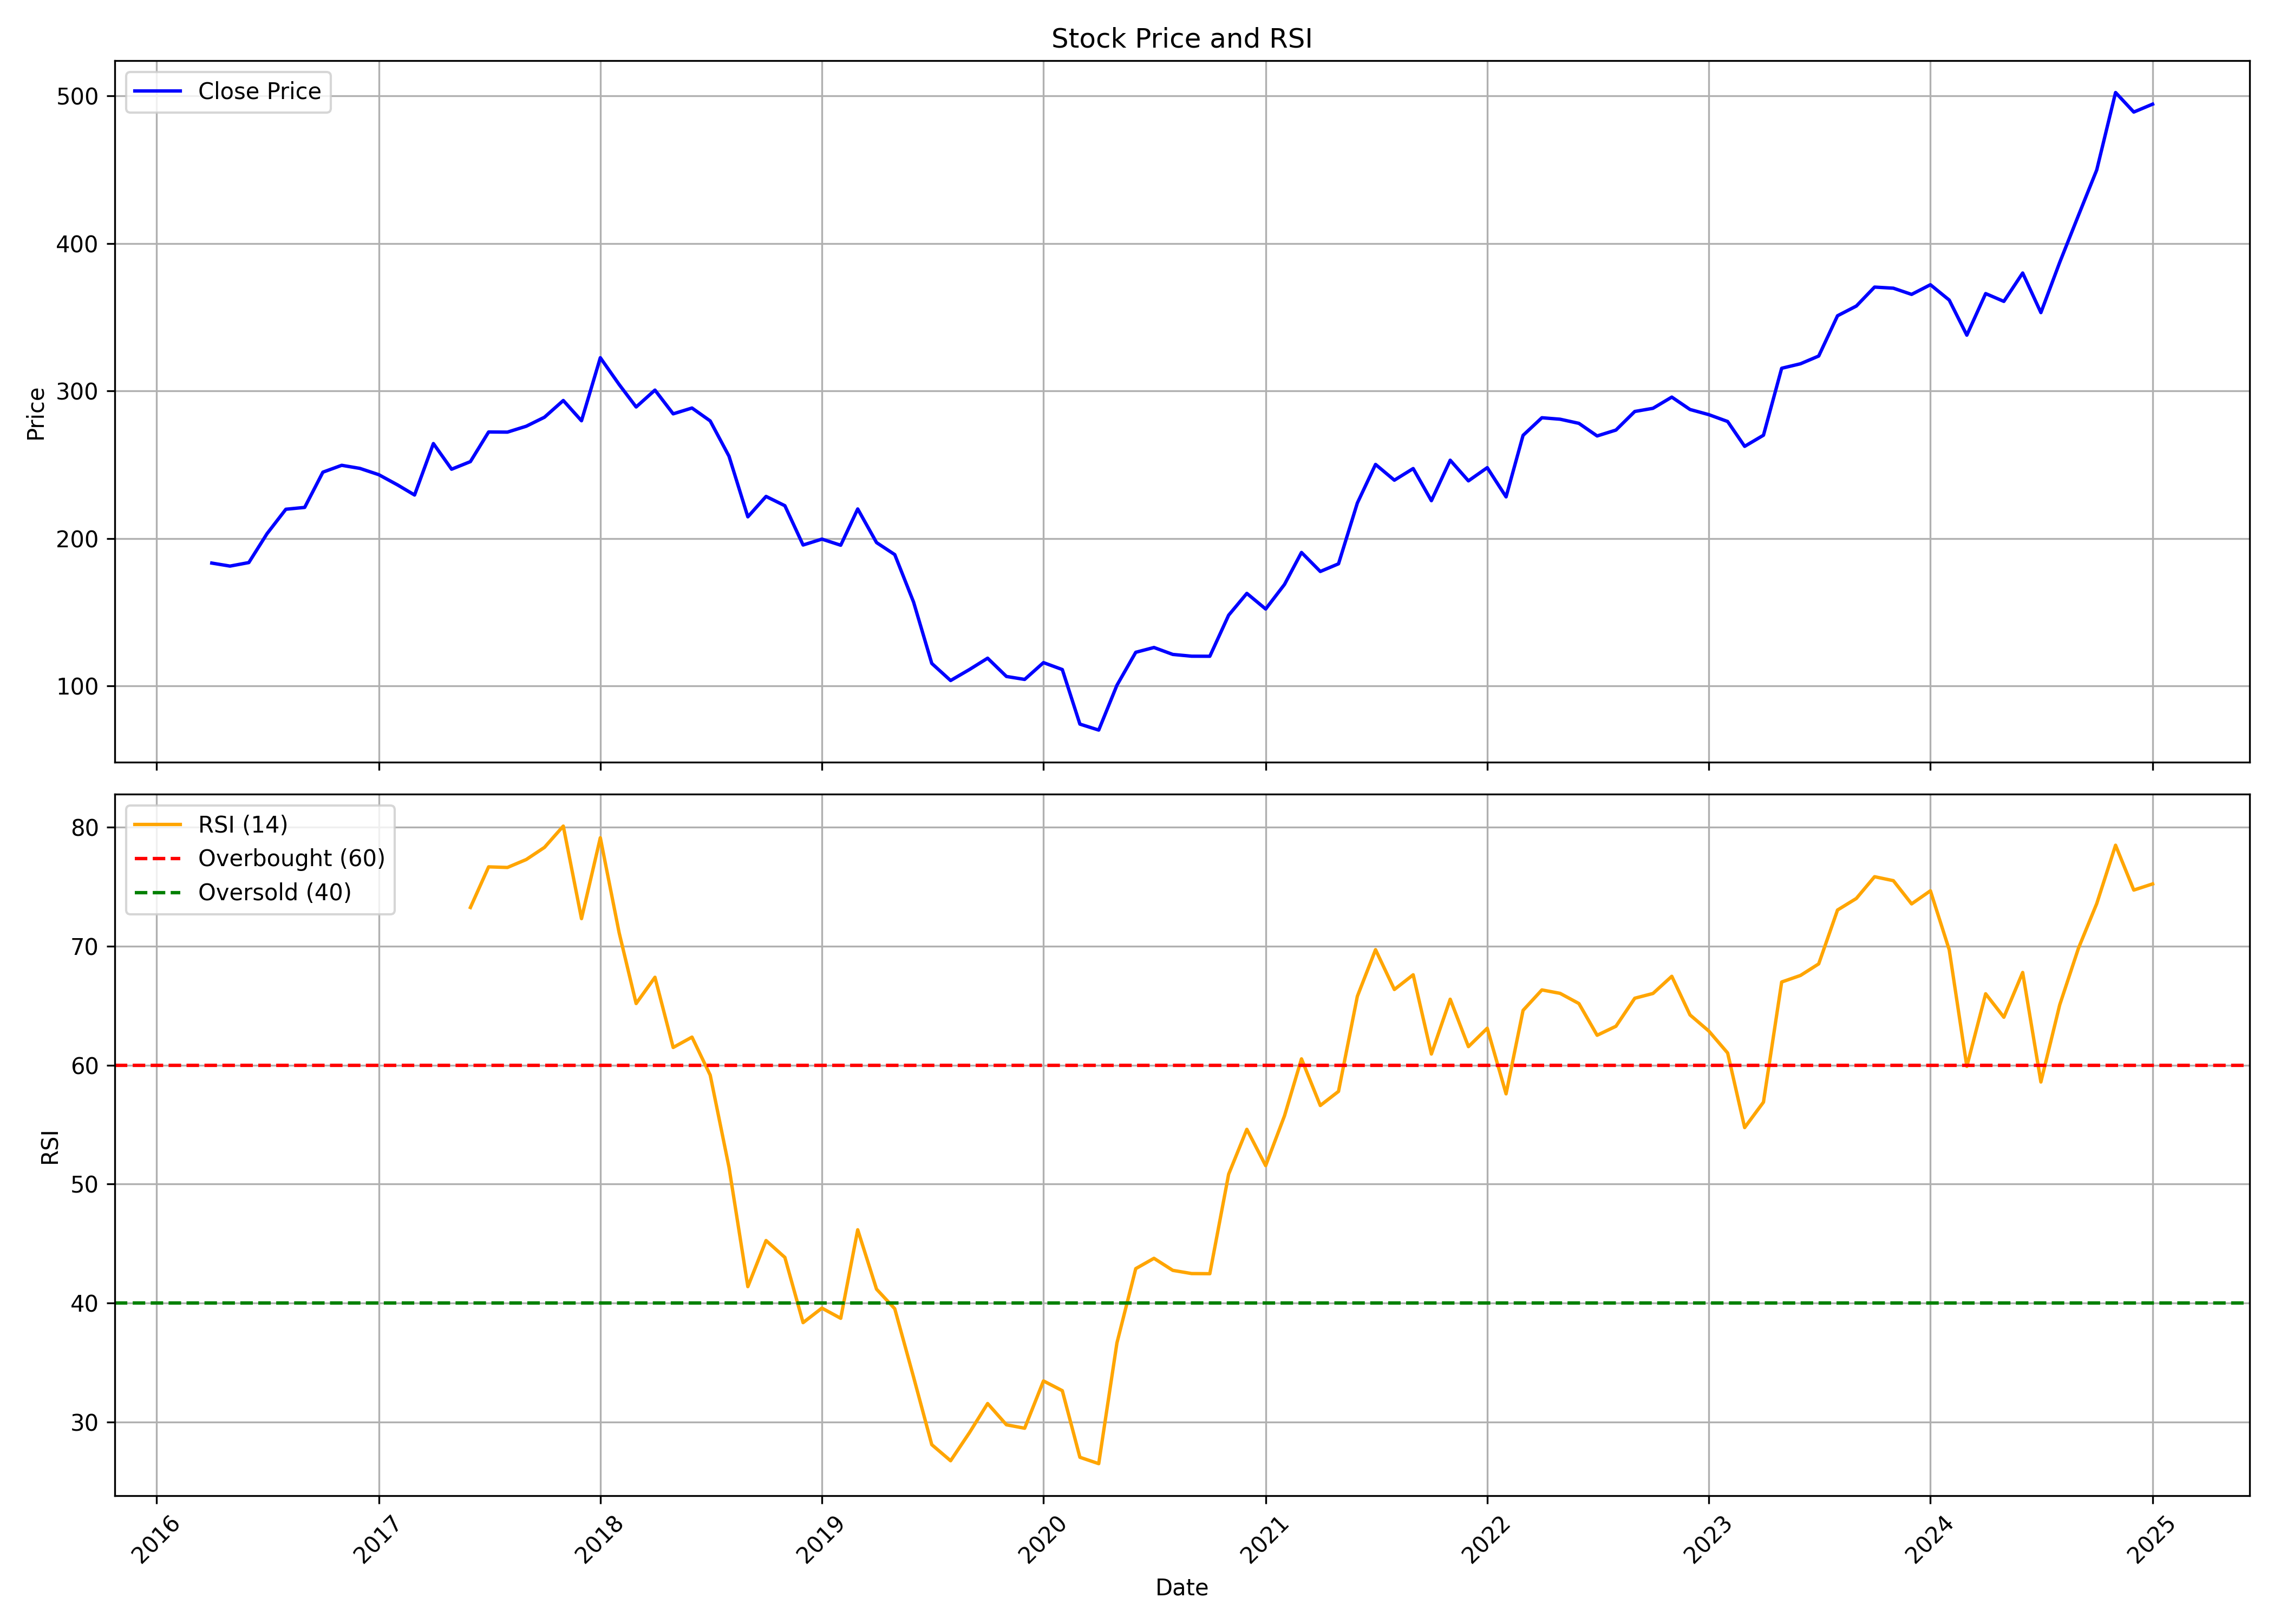 Stock Price and RSI
Close Price
500
400
300
200
100
Price
RSI (14)
Overbought (60)
Oversold (40)
80
70
60
50
40
30
RSI
2016
2017
2018
2019
2020
2021
2022
2023
2024
2025
Date